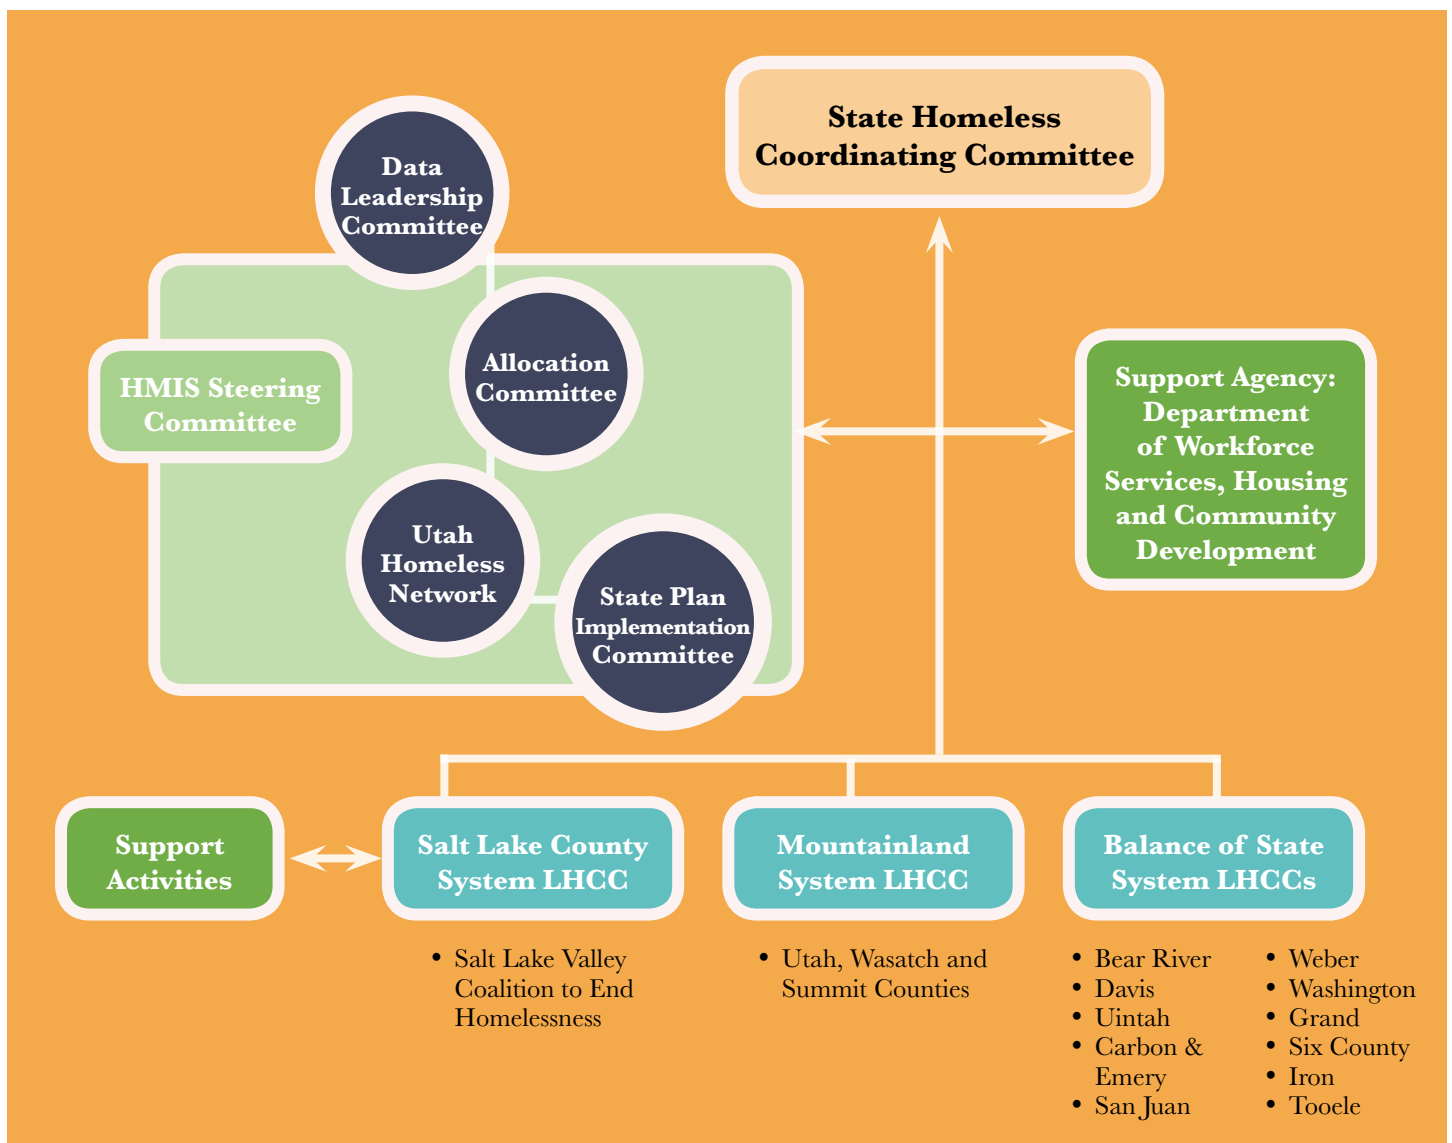 State Homeless
Coordinating Committee
Data
Leadership
Committee
Allocation
Committee
HMIS Steering
Committee
Utah
Homeless
Network
State Plan
Implementation
Committee
Support Agency:
Department
of Workforce
Services, Housing
and Community
Development
Support
Activities
Salt Lake County
System LHCC
• Salt Lake Valley
Coalition to End
Homelessness
Mountainland
System LHCC
• Utah, Wasatch and
Summit Counties
Balance of State
System LHCCs
• Bear River
• Davis
• Uintah
• Carbon &
Emery
• San Juan
• Weber
• Washington
• Grand
• Six County
• Iron
• Tooele